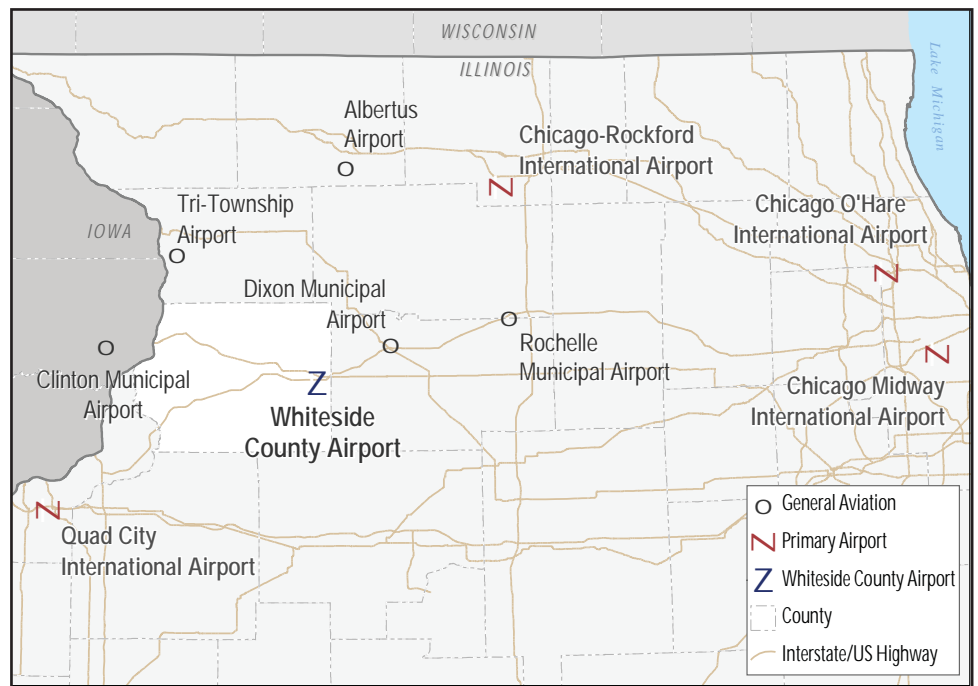 WISCONSIN
ILLINOIS
Lake Michigan
Albertus
Airport
Chicago-Rockford
International Airport
Tri-Township
Airport
IOWA
Chicago O'Hare
International Airport
Dixon Municipal
Airport
Rochelle
Municipal Airport
Clinton Municipal
Airport
Whiteside
County Airport
Chicago Midway
International Airport
Quad City
International Airport
O General Aviation
N Primary Airport
Z Whiteside County Airport
County
Interstate/US Highway